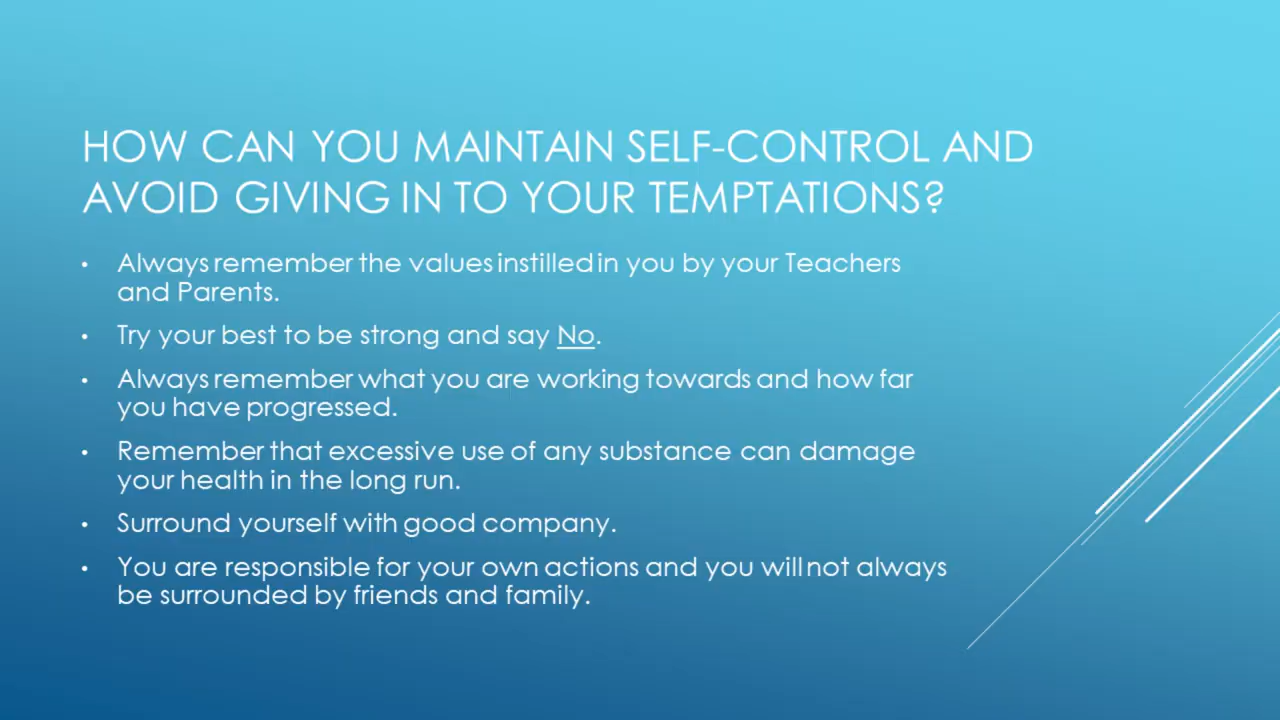 HOW CAN YOU MAINTAIN SELF-CONTROL AND
AVOID GIVING IN TO YOUR TEMPTATIONS?
• Always remember the values instilled in you by your Teachers
and Parents.
• Try your best to be strong and say No.
• Always remember what you are working towards and how far
you have progressed.
• Remember that excessive use of any substance can damage
your health in the long run.
• Surround yourself with good company.
• You are responsible for your own actions and you will not always
be surrounded by friends and family.